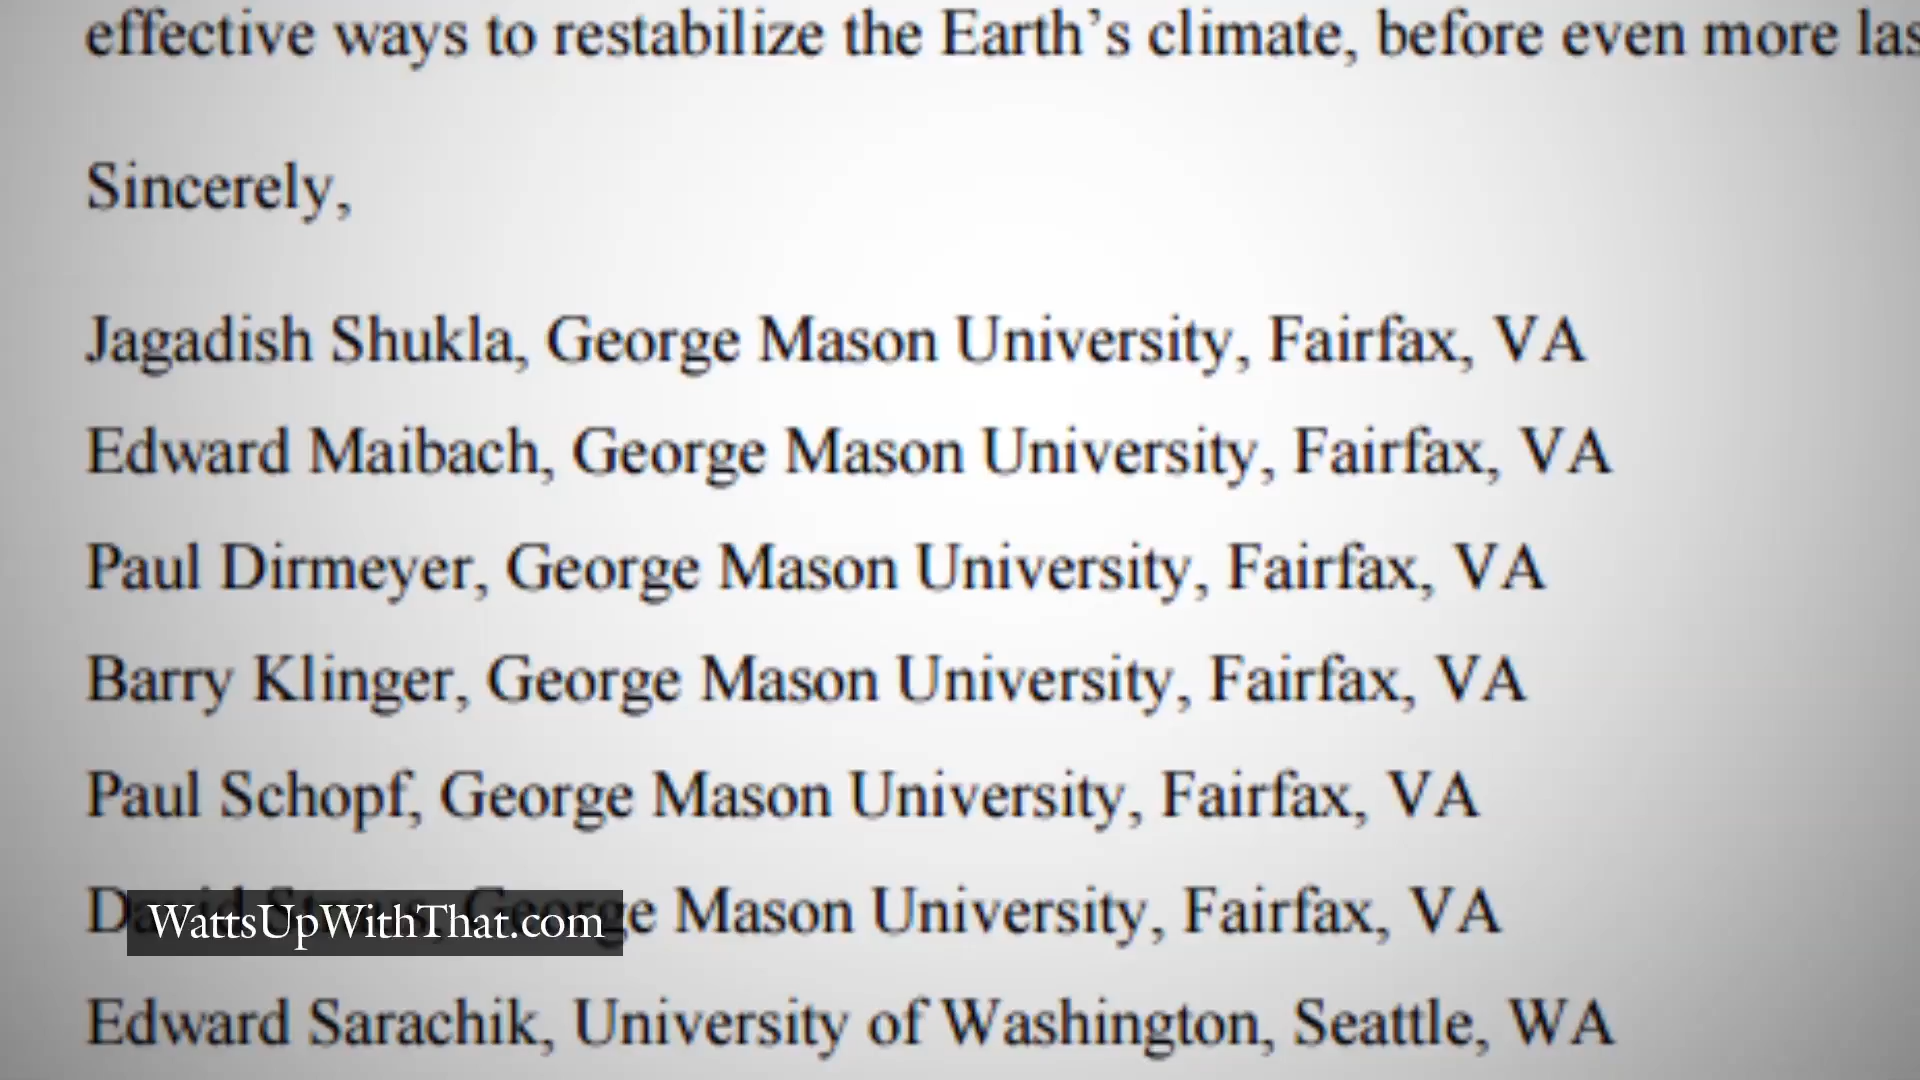 effective ways to restabilize the Earth’s climate, before even more las
Sincerely,
Jagadish Shukla, George Mason University, Fairfax, VA
Edward Maibach, George Mason University, Fairfax, VA
Paul Dirmeyer, George Mason University, Fairfax, VA
Barry Klinger, George Mason University, Fairfax, VA
Paul Schopf, George Mason University, Fairfax, VA
David Straus, George Mason University, Fairfax, VA
WattsUpWithThat.com
Edward Sarachik, University of Washington, Seattle, WA